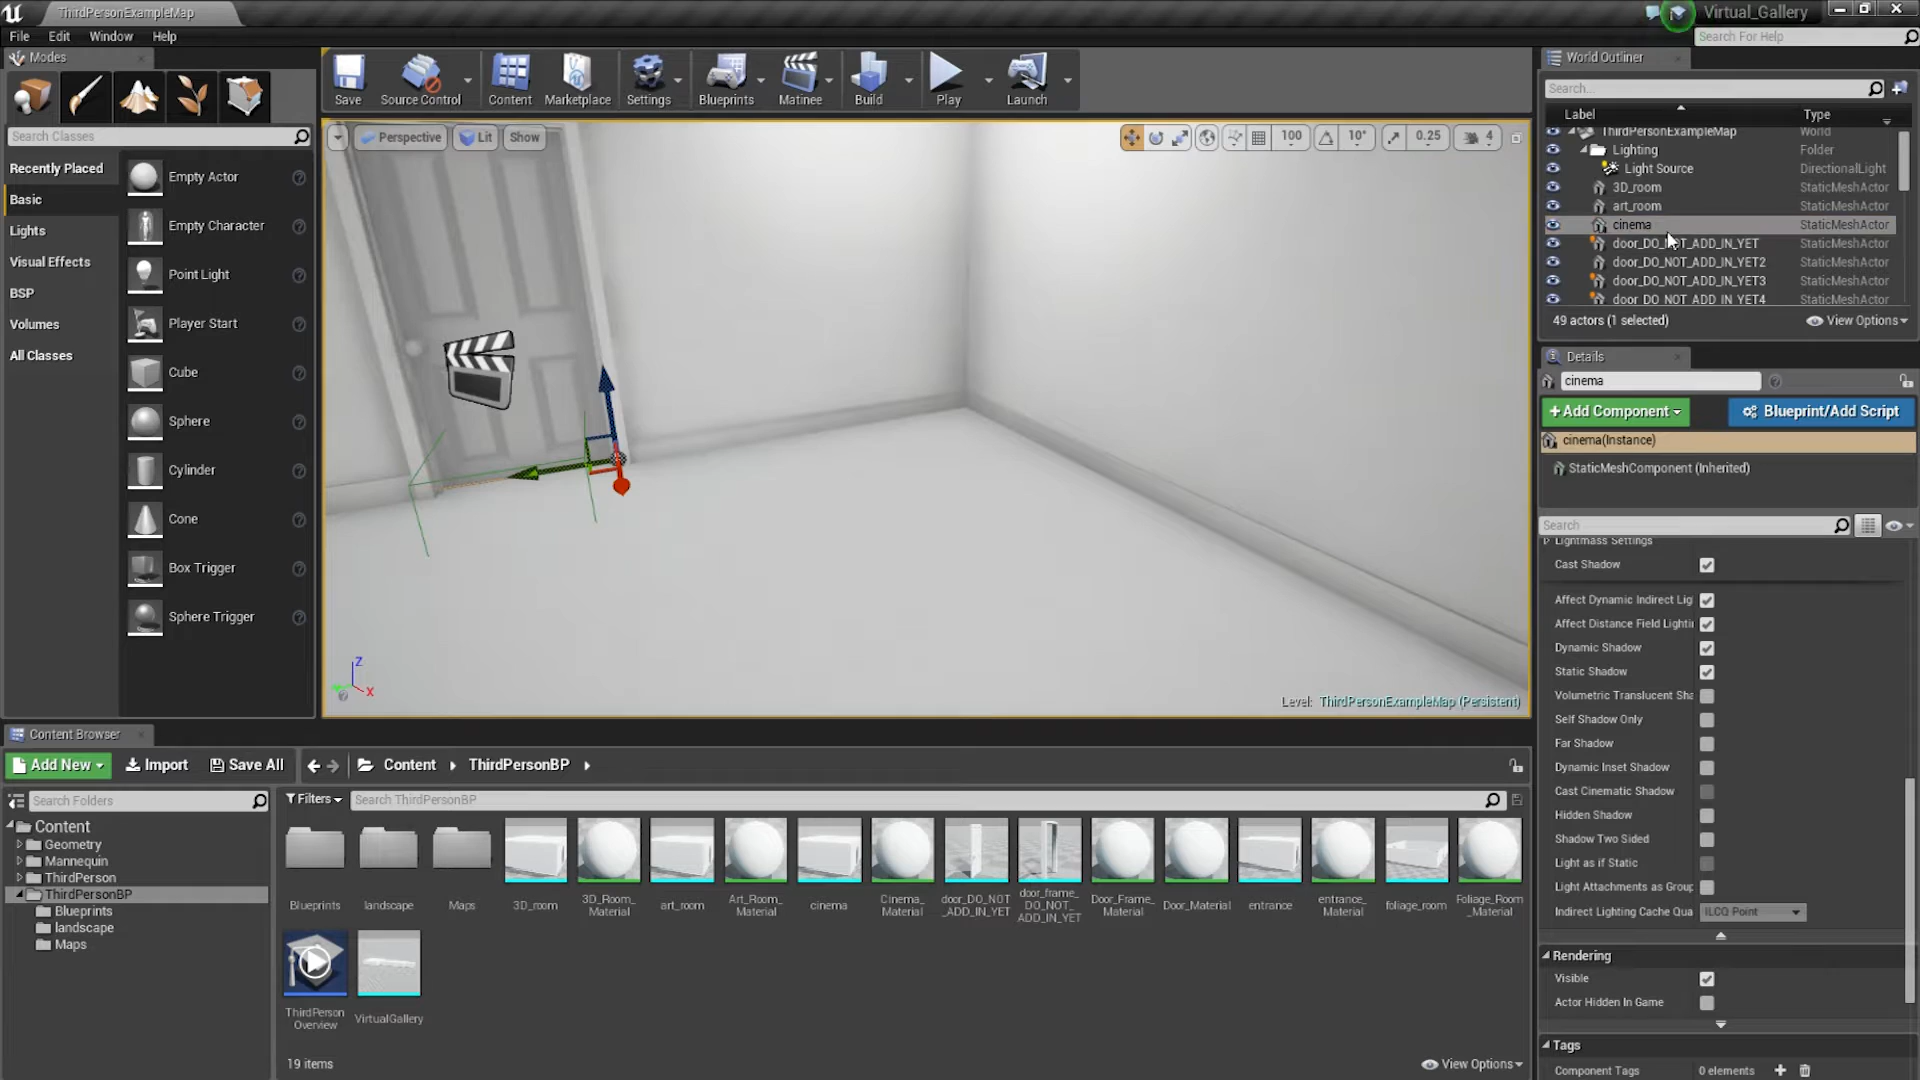 ThirdPersonExampleMap
Virtual_Gallery
File Edit Window Help
Search For Help
Modes
Search Classes
Recently Placed
Basic
Lights
Visual Effects
BSP
Volumes
All Classes
Empty Actor
Empty Character
Point Light
Player Start
Cube
Sphere
Cylinder
Cone
Box Trigger
Sphere Trigger
Save Source Control Content Marketplace Settings Blueprints Matinee Build Play Launch
Perspective Lit Show
100 10° 0.25 4
Z
X
Level: ThirdPersonExampleMap (Persistent)
World Outliner
Search...
Label Type
ThirdPersonExampleMap World
Lighting Folder
Light Source DirectionalLight
3D_room StaticMeshActor
art_room StaticMeshActor
cinema StaticMeshActor
door_DO_NOT_ADD_IN_YET StaticMeshActor
door_DO_NOT_ADD_IN_YET2 StaticMeshActor
door_DO_NOT_ADD_IN_YET3 StaticMeshActor
door_DO_NOT_ADD_IN_YET4 StaticMeshActor
49 actors (1 selected) View Options
Details
cinema
+Add Component Blueprint/Add Script
cinema(Instance)
StaticMeshComponent (Inherited)
Search
Lightmass Settings
Cast Shadow
Affect Dynamic Indirect Lig
Affect Distance Field Lightin
Dynamic Shadow
Static Shadow
Volumetric Translucent Sha
Self Shadow Only
Far Shadow
Dynamic Inset Shadow
Cast Cinematic Shadow
Hidden Shadow
Shadow Two Sided
Light as if Static
Light Attachments as Group
Indirect Lighting Cache Qua ILCQ Point
Rendering
Visible
Actor Hidden In Game
Tags
Component Tags 0 elements
Content Browser
Add New Import Save All Content ThirdPersonBP
Search Folders
Content
Geometry
Mannequin
ThirdPerson
ThirdPersonBP
Blueprints
landscape
Maps
Filters Search ThirdPersonBP
Blueprints
landscape
Maps
3D_room
3D_Room_
Material
art_room
Art_Room_
Material
cinema
Cinema_
Material
door_DO_NOT
_ADD_IN_YET
door_frame_
DO_NOT_
ADD_IN_YET
Door_Frame_
Material
Door_Material
entrance
entrance_
Material
foliage_room
Foliage_Room
_Material
ThirdPerson
Overview
VirtualGallery
19 items View Options